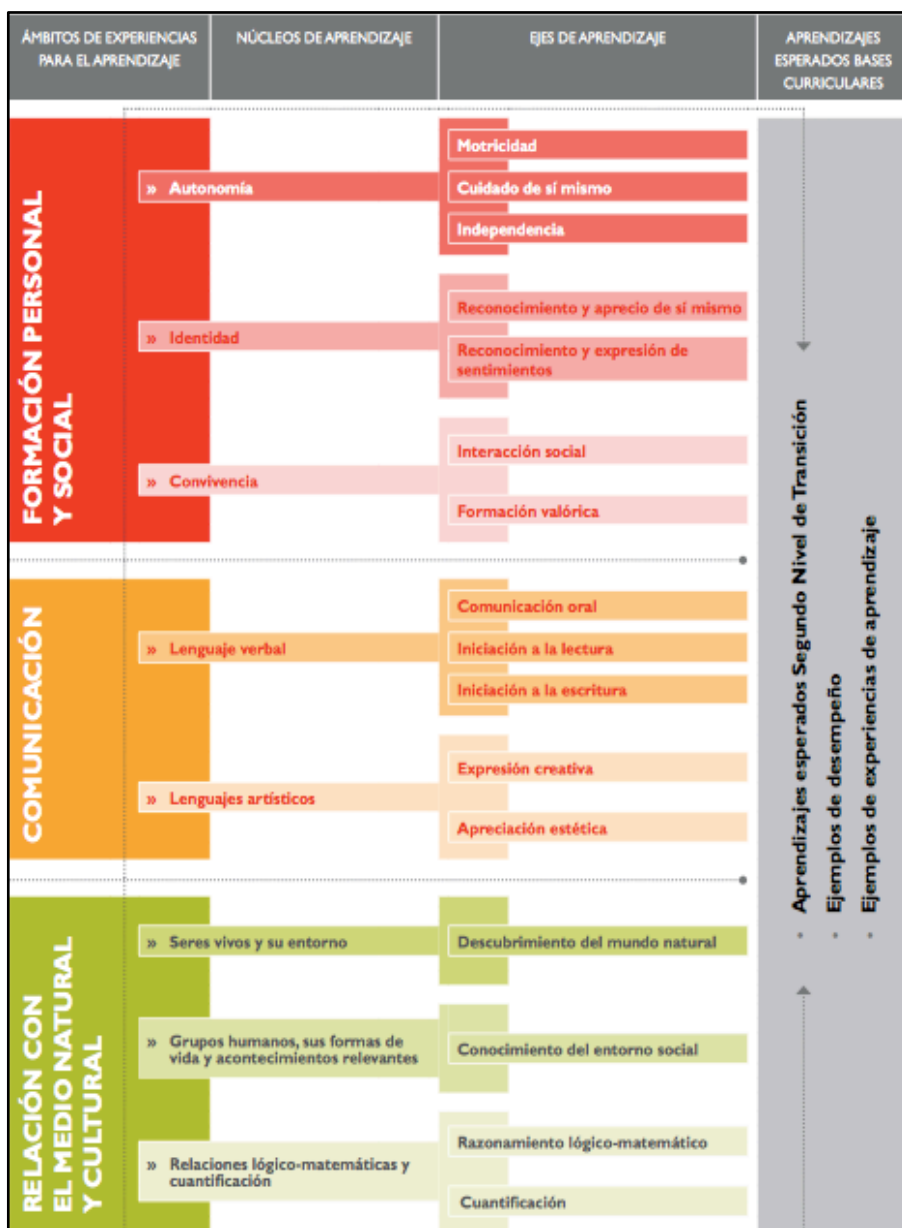 ÁMBITOS DE EXPERIENCIAS
PARA EL APRENDIZAJE
NÚCLEOS DE APRENDIZAJE
EJES DE APRENDIZAJE
APRENDIZAJES
ESPERADOS BASES
CURRICULARES
FORMACIÓN PERSONAL
Y SOCIAL
» Autonomía
Motricidad
Cuidado de sí mismo
Independencia
» Identidad
Reconocimiento y aprecio de sí mismo
Reconocimiento y expresión de
sentimientos
» Convivencia
Interacción social
Formación valórica
COMUNICACIÓN
» Lenguaje verbal
Comunicación oral
Iniciación a la lectura
Iniciación a la escritura
» Lenguajes artísticos
Expresión creativa
Apreciación estética
RELACIÓN CON
EL MEDIO NATURAL
Y CULTURAL
» Seres vivos y su entorno
Descubrimiento del mundo natural
» Grupos humanos, sus formas de
vida y acontecimientos relevantes
Conocimiento del entorno social
» Relaciones lógico-matemáticas y
cuantificación
Razonamiento lógico-matemático
Cuantificación
• Aprendizajes esperados Segundo Nivel de Transición
• Ejemplos de desempeño
• Ejemplos de experiencias de aprendizaje